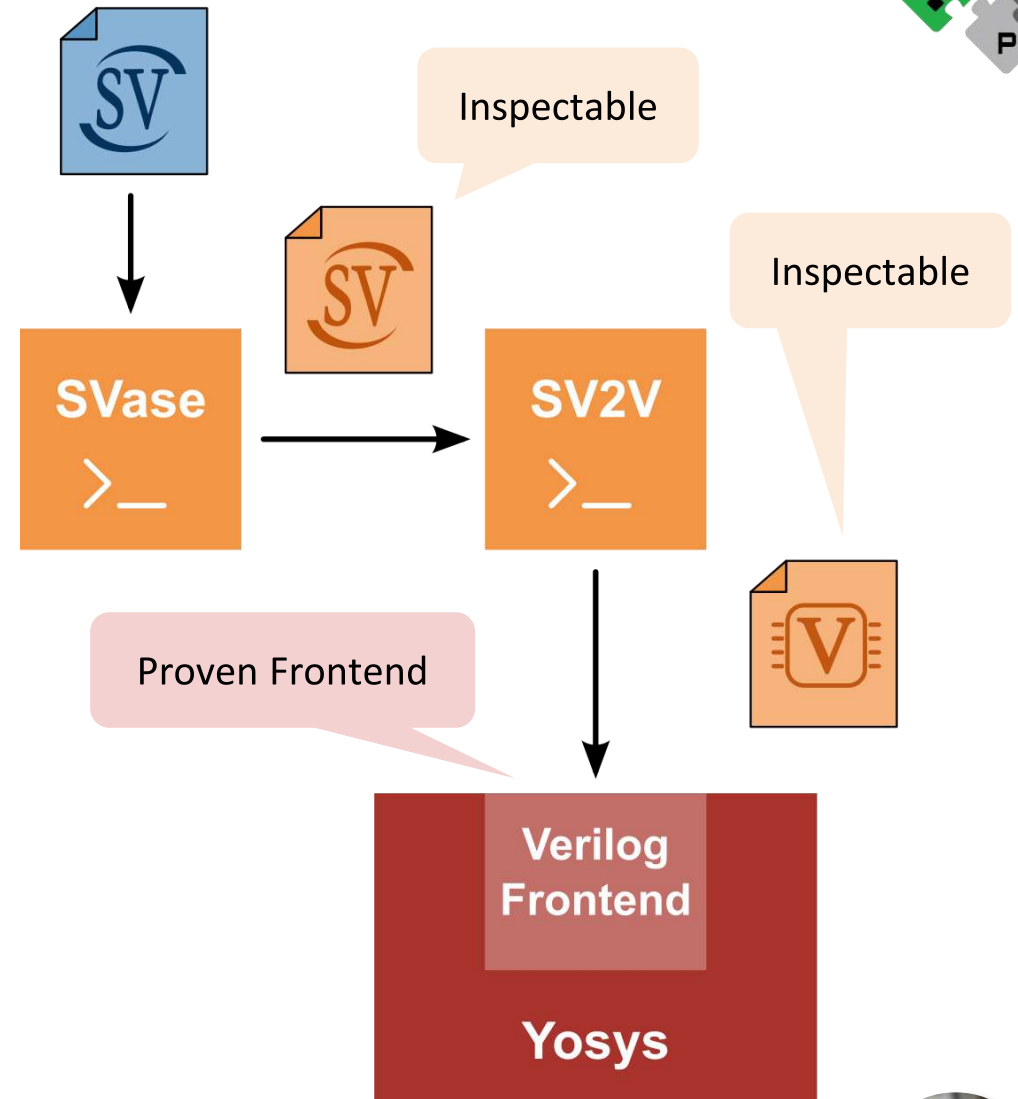 SV
Inspectable
P
SV
Inspectable
SVase
>_
SV2V
>_
V
Proven Frontend
Verilog
Frontend
Yosys